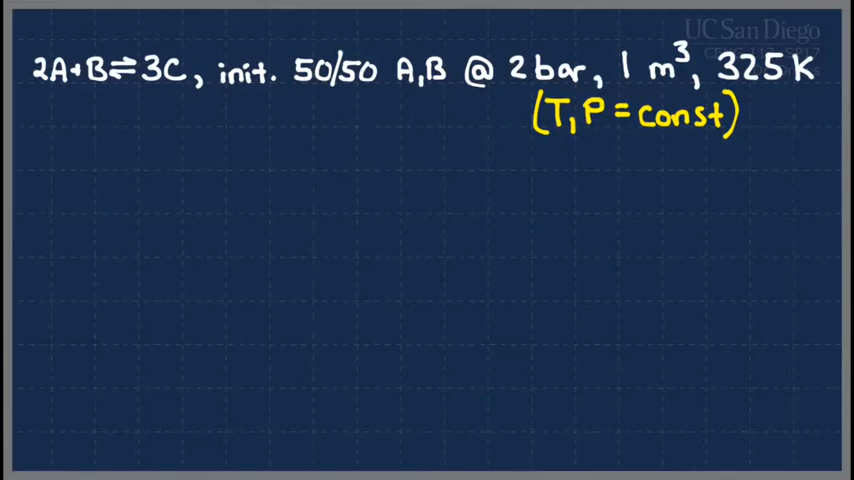 UC San Diego
2A+B⇌3C, init. 50/50 A,B @ 2 bar, 1 m³, 325 K
(T, P = const)